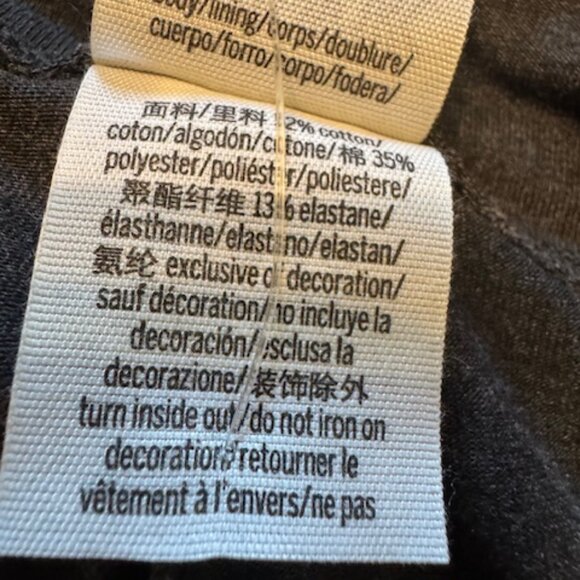 body/lining/corps/doublure/
cuerpo/forro/corpo/fodera/
面料/里料 2% cotton/
coton/algodón/cotone/棉 35%
polyester/poliéster/poliestere/
聚酯纤维 13% elastane/
élasthanne/elastano/elastan/
氨纶 exclusive of decoration/
sauf décoration/no incluye la
decoración/esclusa la
decorazione/装饰除外
turn inside out/do not iron on
decoration/retourner le
vêtement à l'envers/ne pas